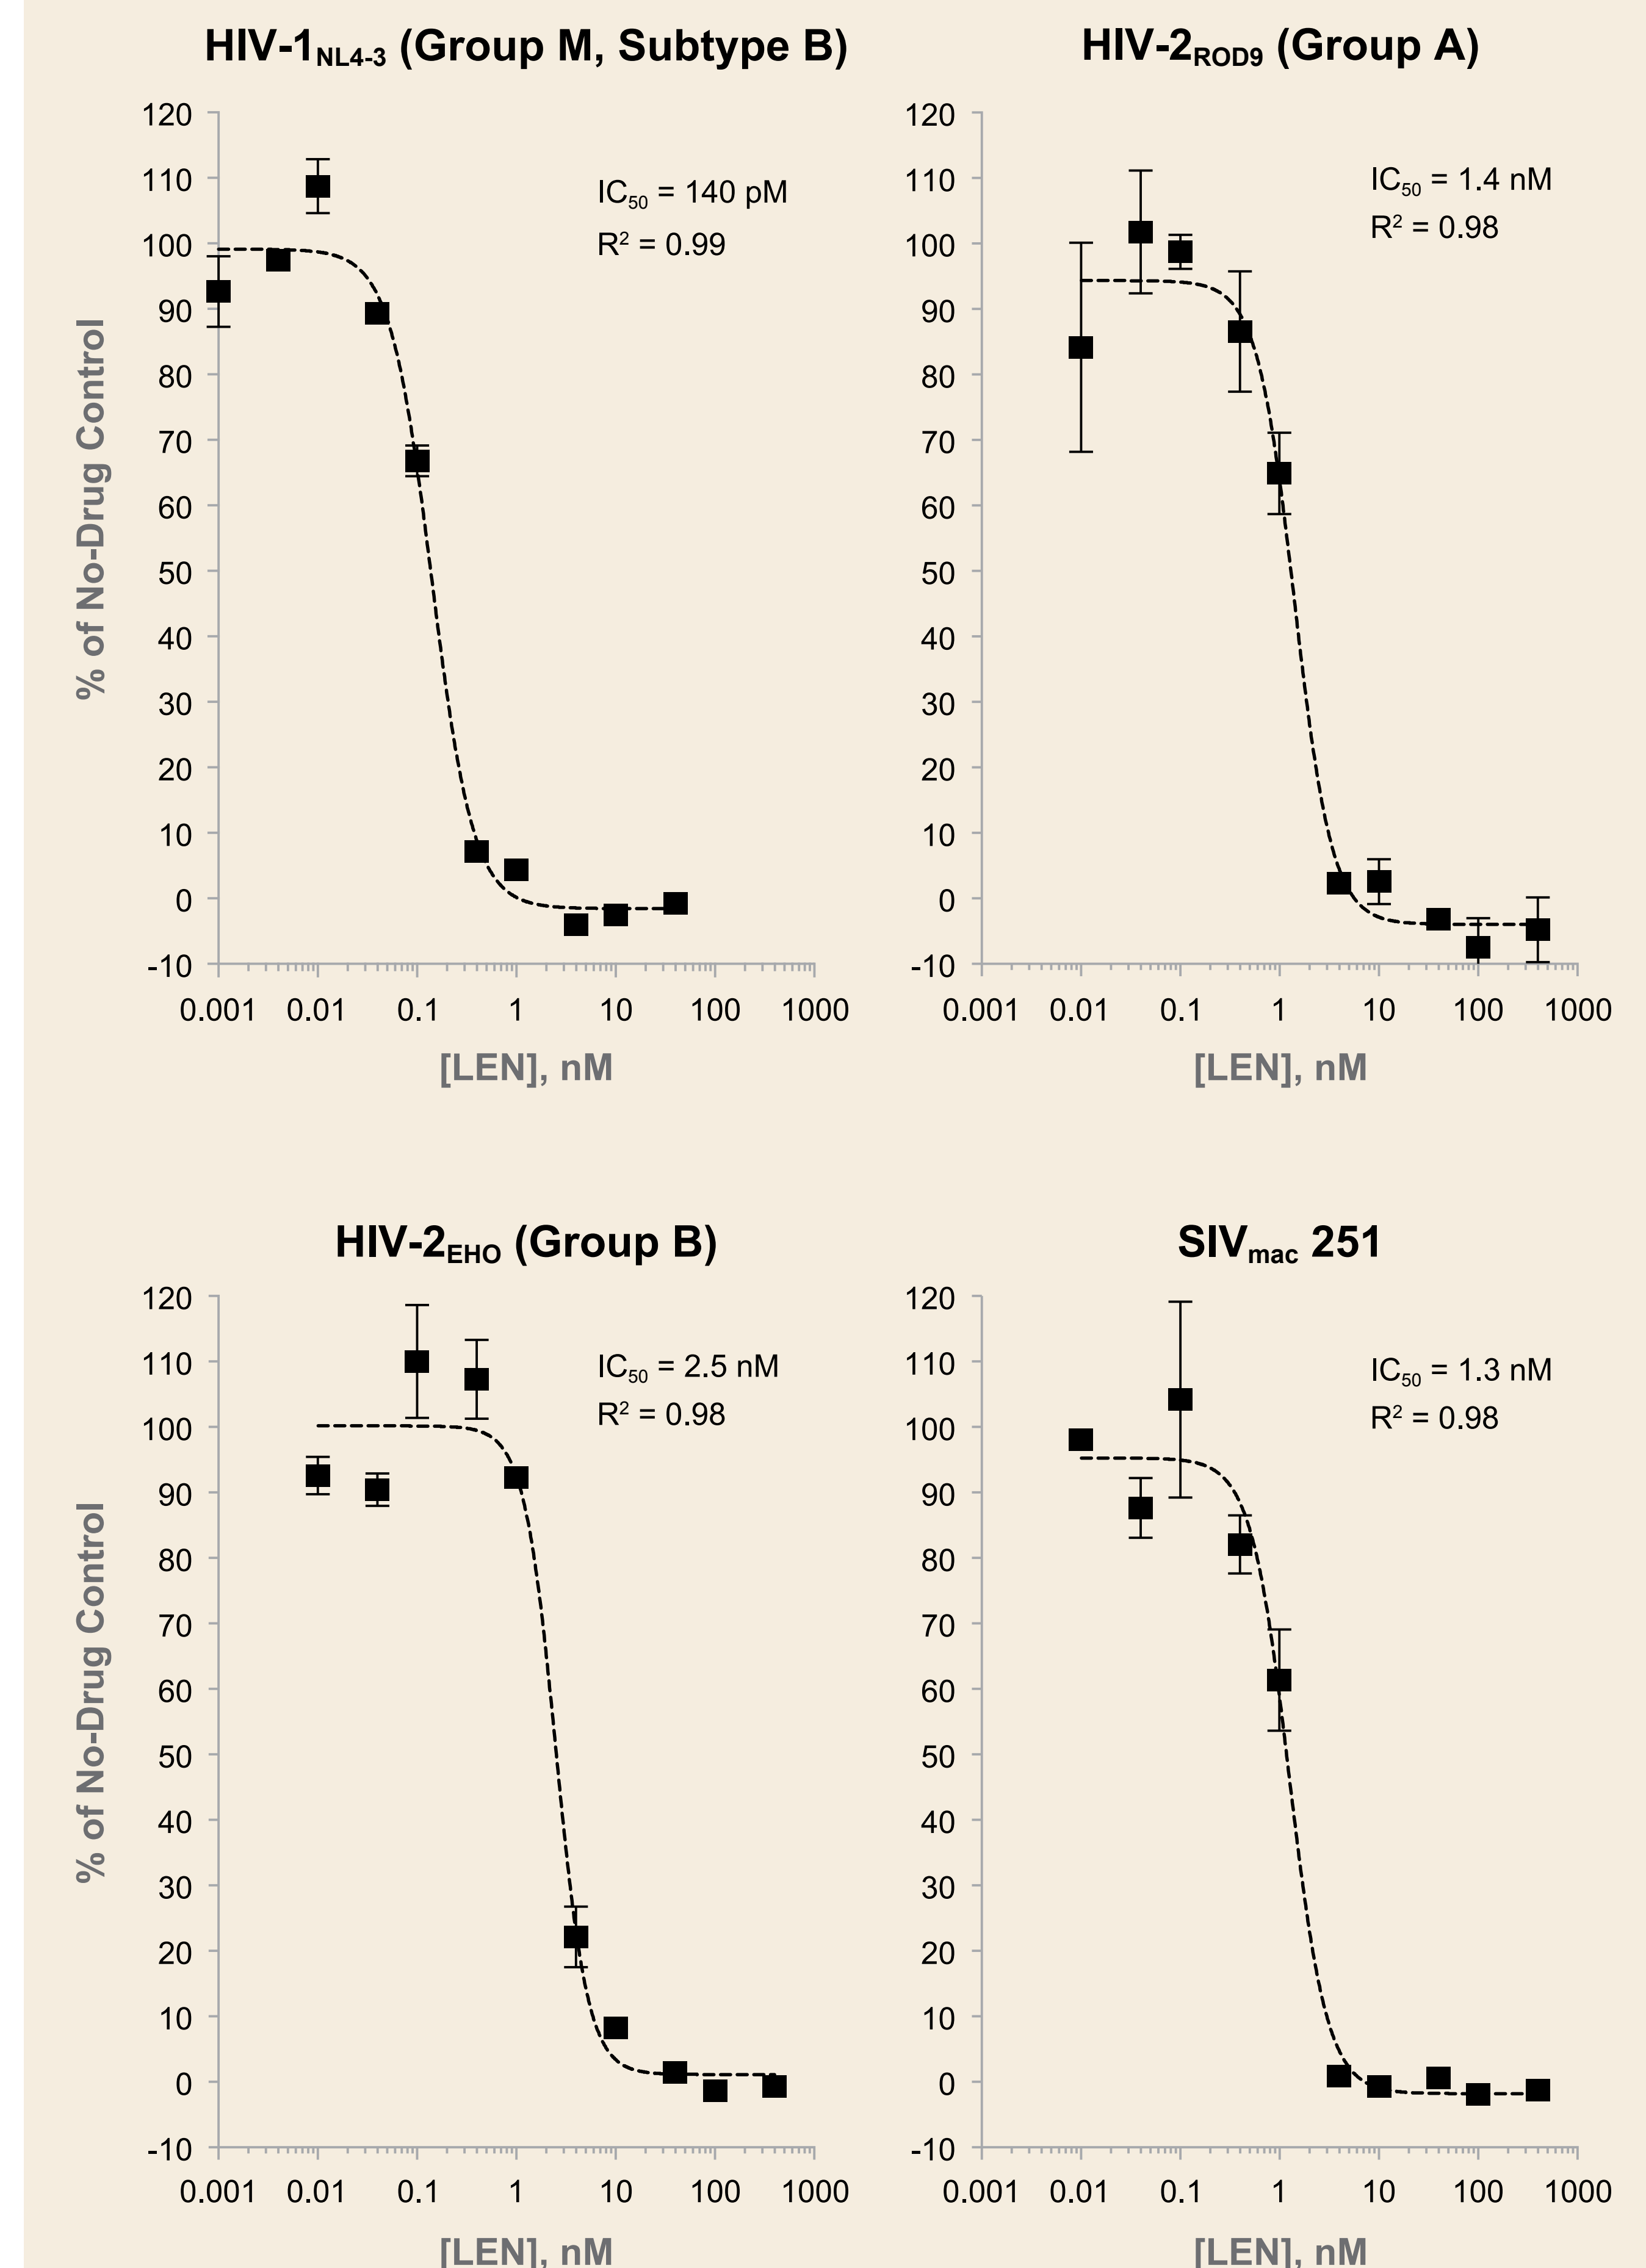 HIV-1NL4-3 (Group M, Subtype B)
120
110
100
90
80
70
60
50
40
30
20
10
0
-10
% of No-Drug Control
IC50 = 140 pM
R2 = 0.99
0.001 0.01 0.1 1 10 100 1000
[LEN], nM
HIV-2ROD9 (Group A)
120
110
100
90
80
70
60
50
40
30
20
10
0
-10
IC50 = 1.4 nM
R2 = 0.98
0.001 0.01 0.1 1 10 100 1000
[LEN], nM
HIV-2EHO (Group B)
120
110
100
90
80
70
60
50
40
30
20
10
0
-10
% of No-Drug Control
IC50 = 2.5 nM
R2 = 0.98
0.001 0.01 0.1 1 10 100 1000
[LEN], nM
SIVmac 251
120
110
100
90
80
70
60
50
40
30
20
10
0
-10
IC50 = 1.3 nM
R2 = 0.98
0.001 0.01 0.1 1 10 100 1000
[LEN], nM